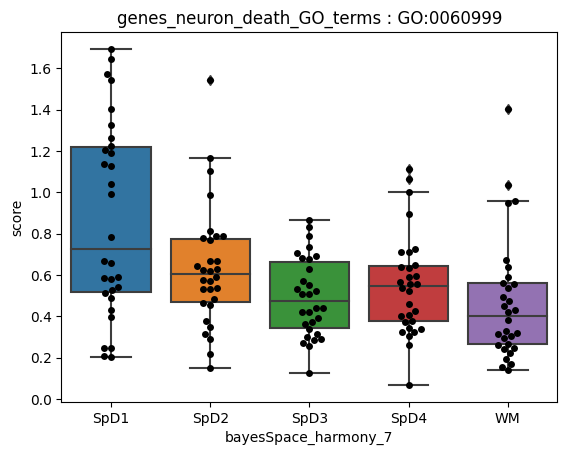 genes_neuron_death_GO_terms : GO:0060999
score
1.6
1.4
1.2
1.0
0.8
0.6
0.4
0.2
0.0
SpD1 SpD2 SpD3 SpD4 WM
bayesSpace_harmony_7